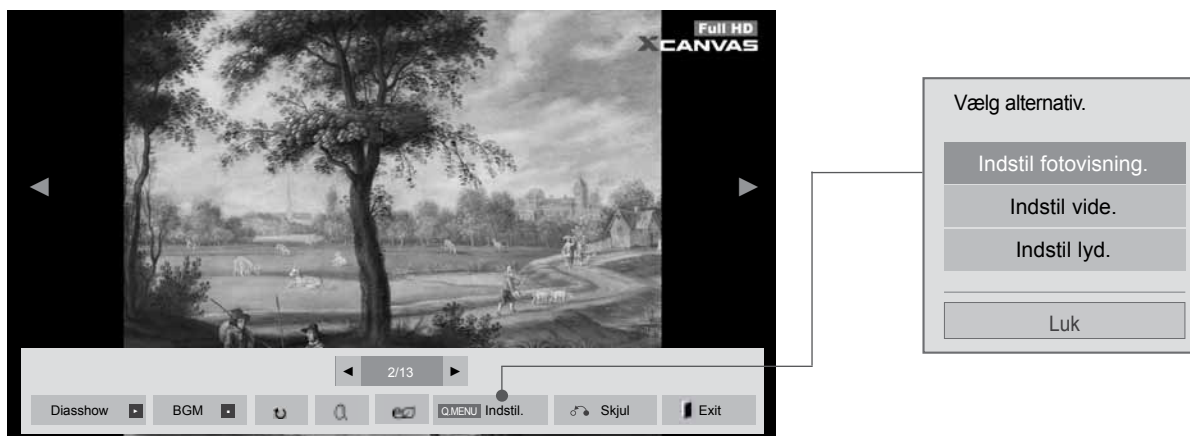 Full HD
XCANVAS
2/13
Diasshow
BGM
Q.MENU Indstil.
Skjul
Exit
Vælg alternativ.
Indstil fotovisning.
Indstil vide.
Indstil lyd.
Luk